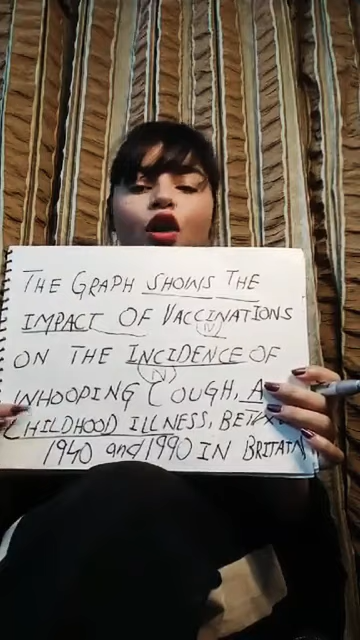 THE GRAPH SHOWS THE
IMPACT OF VACCINATIONS
ON THE INCIDENCE OF
WHOOPING COUGH, A
CHILDHOOD ILLNESS,
1940 and 1990 IN BRITAIN